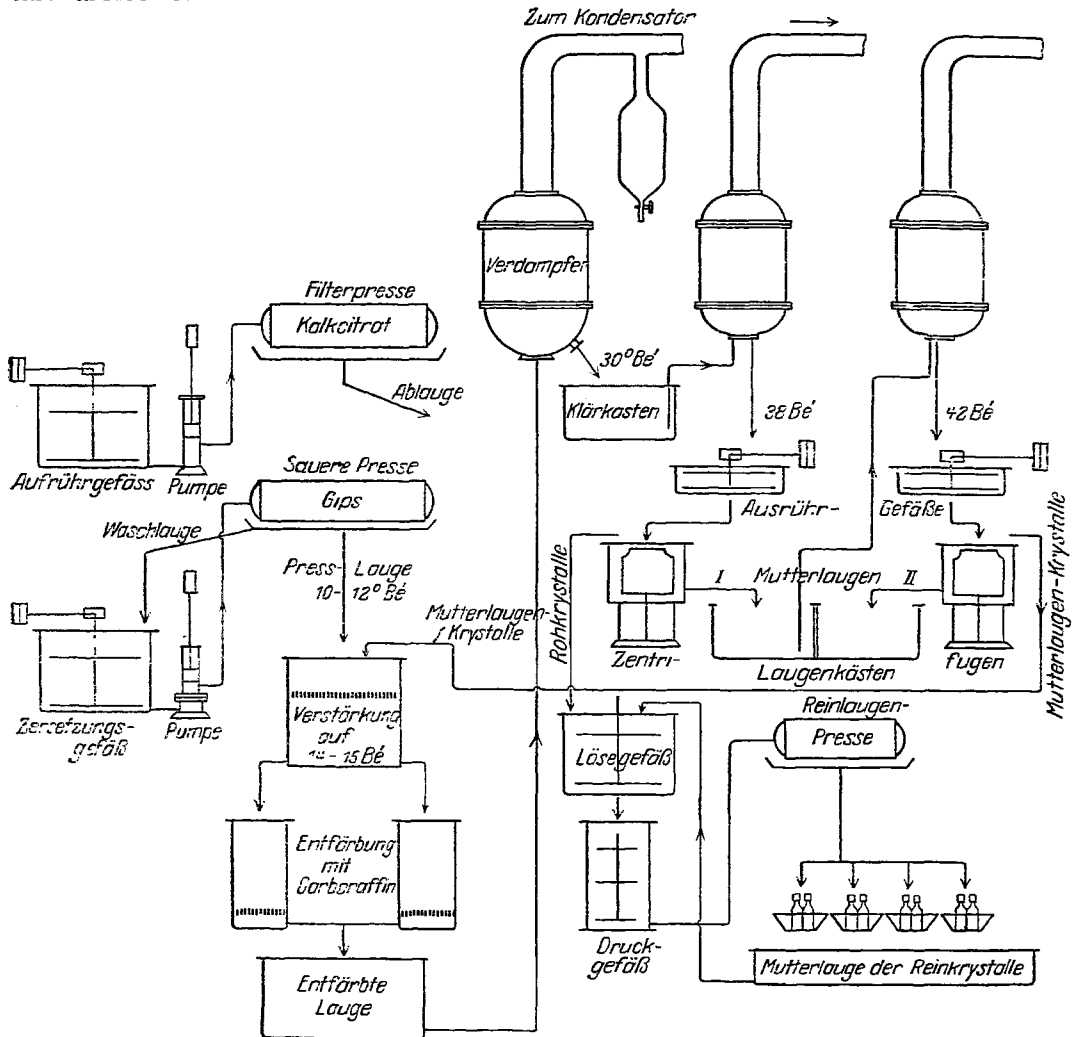 Zum Kondensator
Verdampfer
Filterpresse
Kalkcitrat
30° Bé
Ablauge
Klärkasten
38 Bé
42 Bé
Aufrührgefäss
Pumpe
Sauere Presse
Gips
Ausrühr-
Gefäße
Waschlauge
Press-Lauge
10-12° Bé
Rohkrystalle
I Mutterlaugen II
Mutterlaugen-Krystalle
Mutterlaugen-
Krystalle
Zentri-
fugen
Laugenkästen
Zersetzungs-
gefäß
Pumpe
Verstärkung
auf
14-15 Bé
Lösegefäß
Reinlaugen-
Presse
Entfärbung
mit
Carboraffin
Druck-
gefäß
Mutterlauge der Reinkrystalle
Entfärbte
Lauge